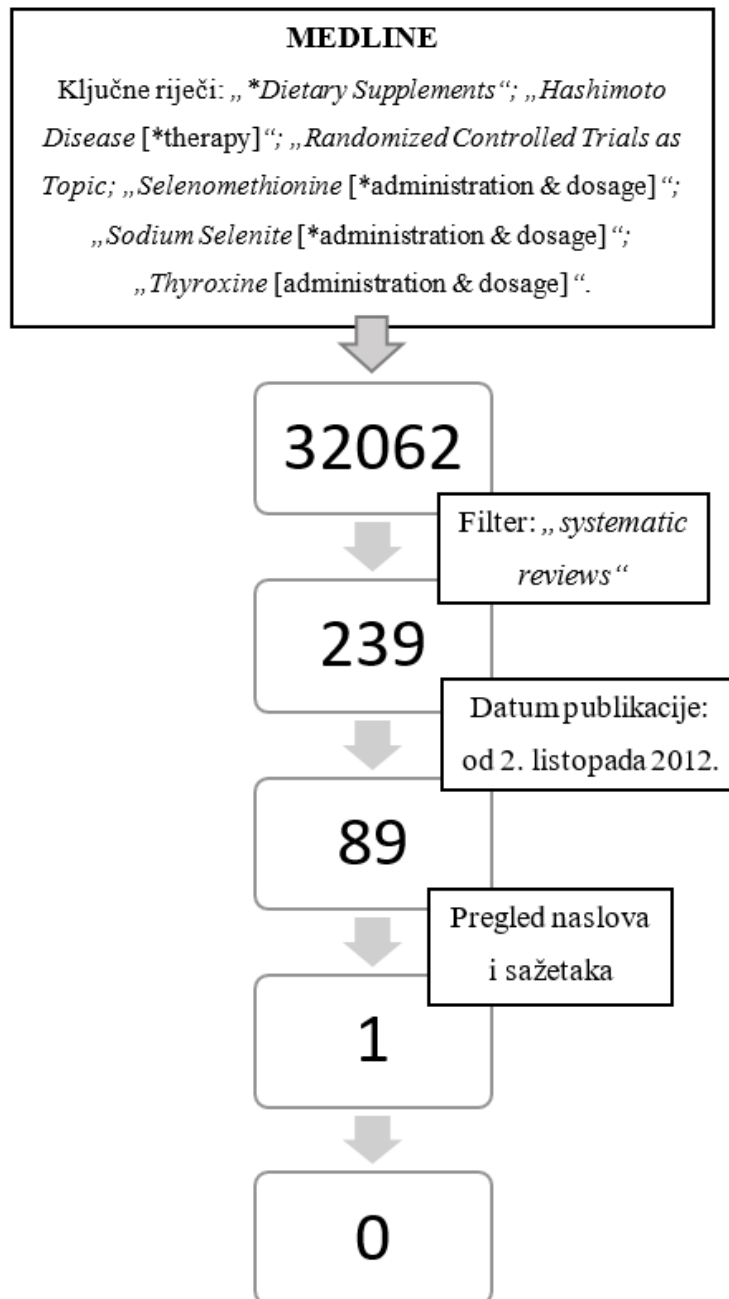 MEDLINE
Ključne riječi: „*Dietary Supplements“; „Hashimoto
Disease [*therapy]“; „Randomized Controlled Trials as
Topic; „Selenomethionine [*administration & dosage]“;
„Sodium Selenite [*administration & dosage]“;
„Thyroxine [administration & dosage]“.
32062
Filter: „systematic
reviews“
239
Datum publikacije:
od 2. listopada 2012.
89
Pregled naslova
i sažetaka
1
0